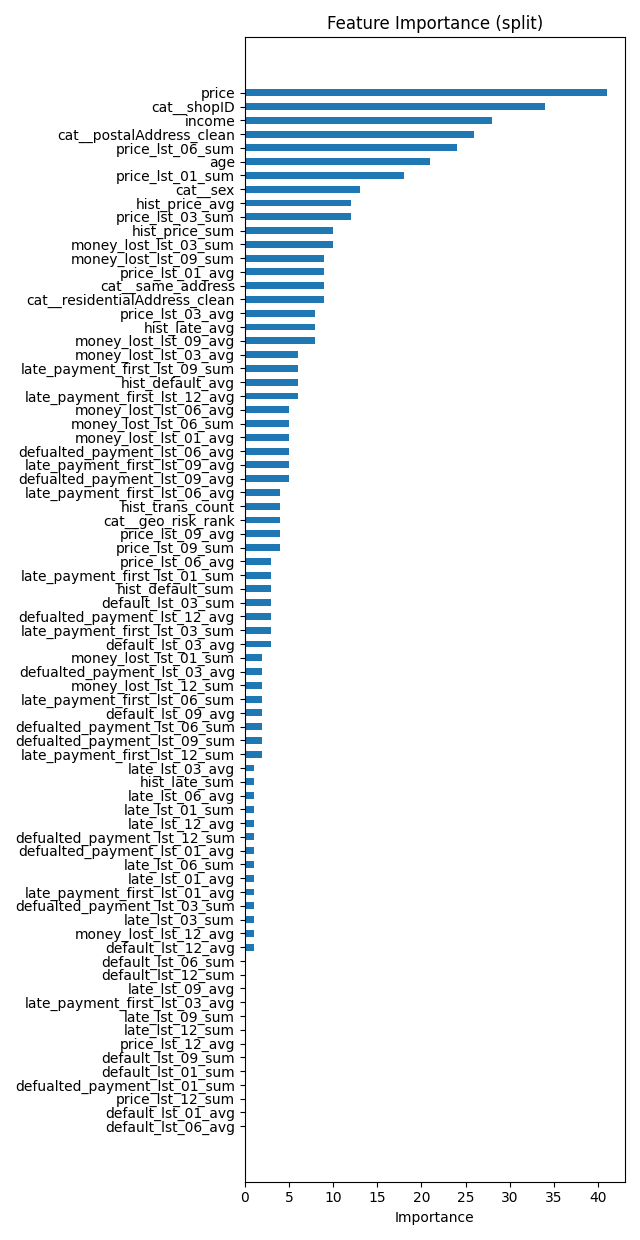 Feature Importance (split)
price
cat__shopID
income
cat__postalAddress_clean
price_lst_06_sum
age
price_lst_01_sum
cat__sex
hist_price_avg
price_lst_03_sum
hist_price_sum
money_lost_lst_03_sum
money_lost_lst_09_sum
price_lst_01_avg
cat__same_address
cat__residentialAddress_clean
price_lst_03_avg
hist_late_avg
money_lost_lst_09_avg
money_lost_lst_03_avg
late_payment_first_lst_09_sum
hist_default_avg
late_payment_first_lst_12_avg
money_lost_lst_06_avg
money_lost_lst_06_sum
money_lost_lst_01_avg
defualted_payment_lst_06_avg
late_payment_first_lst_09_avg
defualted_payment_lst_09_avg
late_payment_first_lst_06_avg
hist_trans_count
cat__geo_risk_rank
price_lst_09_avg
price_lst_09_sum
price_lst_06_avg
late_payment_first_lst_01_sum
hist_default_sum
default_lst_03_sum
defualted_payment_lst_12_avg
late_payment_first_lst_03_sum
default_lst_03_avg
money_lost_lst_01_sum
defualted_payment_lst_03_avg
money_lost_lst_12_sum
late_payment_first_lst_06_sum
default_lst_09_avg
defualted_payment_lst_06_sum
defualted_payment_lst_09_sum
late_payment_first_lst_12_sum
late_lst_03_avg
hist_late_sum
late_lst_06_avg
late_lst_01_sum
late_lst_12_avg
defualted_payment_lst_12_sum
defualted_payment_lst_01_avg
late_lst_06_sum
late_lst_01_avg
late_payment_first_lst_01_avg
defualted_payment_lst_03_sum
late_lst_03_sum
money_lost_lst_12_avg
default_lst_12_avg
default_lst_06_sum
default_lst_12_sum
late_lst_09_avg
late_payment_first_lst_03_avg
late_lst_09_sum
late_lst_12_sum
price_lst_12_avg
default_lst_09_sum
default_lst_01_sum
defualted_payment_lst_01_sum
price_lst_12_sum
default_lst_01_avg
default_lst_06_avg
0 5 10 15 20 25 30 35 40
Importance